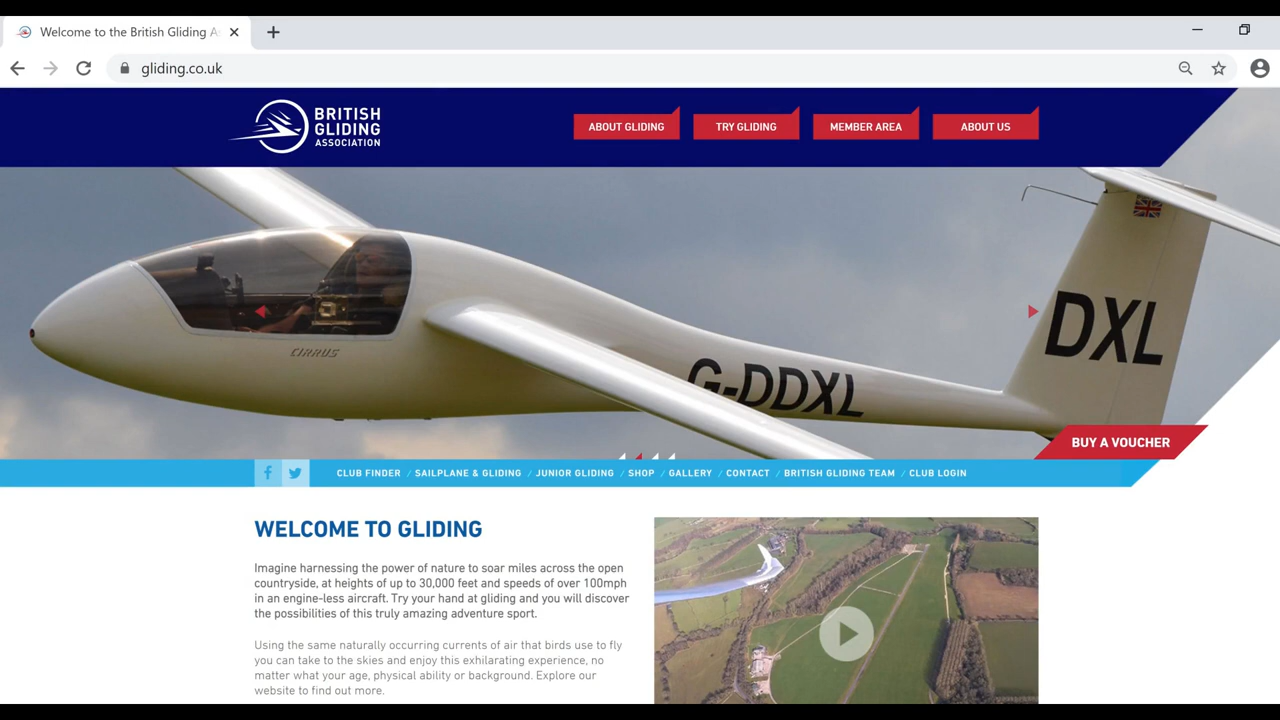 Welcome to the British Gliding A
gliding.co.uk
BRITISH
GLIDING
ASSOCIATION
ABOUT GLIDING
TRY GLIDING
MEMBER AREA
ABOUT US
CIRRUS
G-DDXL
DXL
BUY A VOUCHER
CLUB FINDER / SAILPLANE & GLIDING / JUNIOR GLIDING / SHOP / GALLERY / CONTACT / BRITISH GLIDING TEAM / CLUB LOGIN
WELCOME TO GLIDING
Imagine harnessing the power of nature to soar miles across the open
countryside, at heights of up to 30,000 feet and speeds of over 100mph
in an engine-less aircraft. Try your hand at gliding and you will discover
the possibilities of this truly amazing adventure sport.
Using the same naturally occurring currents of air that birds use to fly
you can take to the skies and enjoy this exhilarating experience, no
matter what your age, physical ability or background. Explore our
website to find out more.